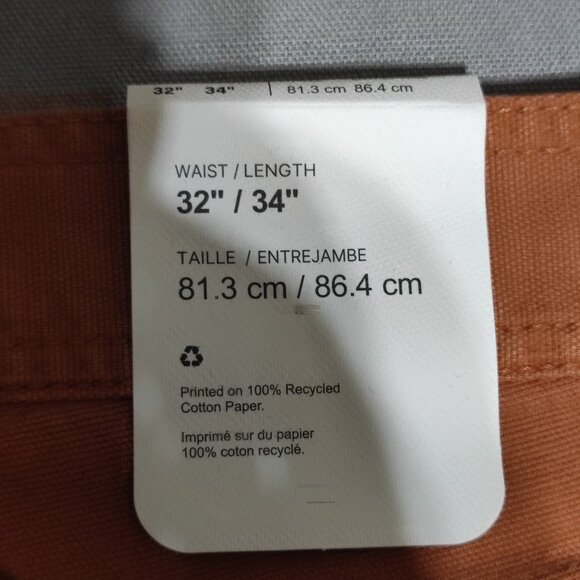 32" 34" | 81.3 cm 86.4 cm
WAIST / LENGTH
32" / 34"
TAILLE / ENTREJAMBE
81.3 cm / 86.4 cm
Printed on 100% Recycled
Cotton Paper.
Imprimé sur du papier
100% coton recyclé.